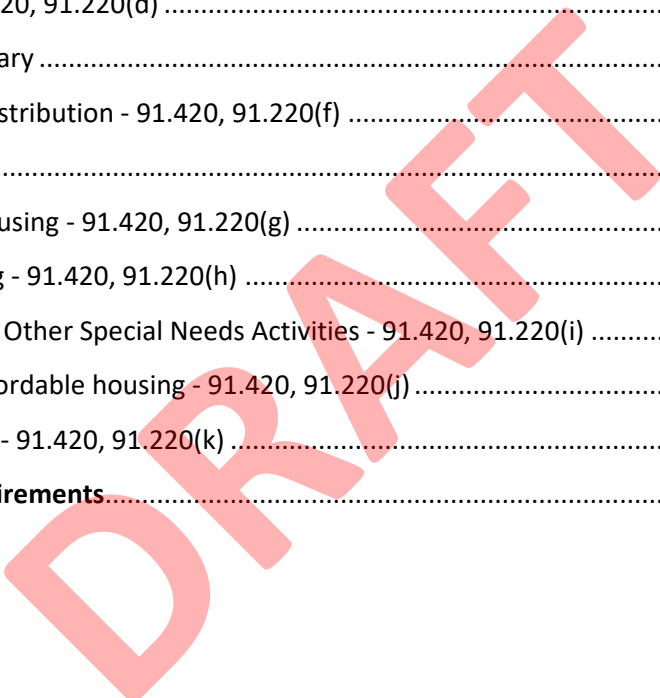 20, 91.220(d) ........................................................................
ary ........................................................................
stribution - 91.420, 91.220(f) ........................................................................
........................................................................
using - 91.420, 91.220(g) ........................................................................
g - 91.420, 91.220(h) ........................................................................
Other Special Needs Activities - 91.420, 91.220(i) ............
ordable housing - 91.420, 91.220(j) ........................................................................
- 91.420, 91.220(k) ........................................................................
irements........................................................................
DRAFT